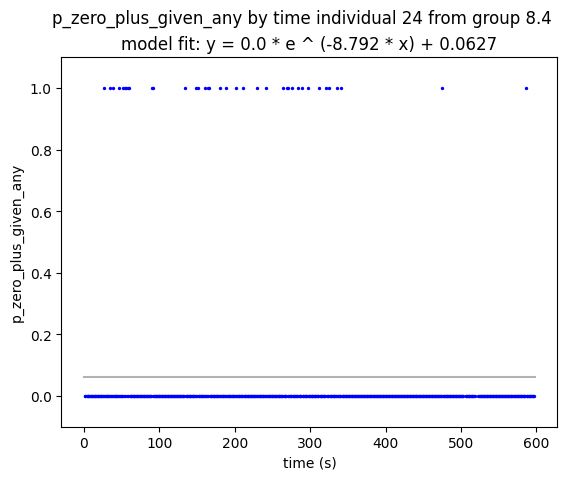 p_zero_plus_given_any by time individual 24 from group 8.4
model fit: y = 0.0 * e ^ (-8.792 * x) + 0.0627
1.0
0.8
0.6
0.4
0.2
0.0
p_zero_plus_given_any
0 100 200 300 400 500 600
time (s)